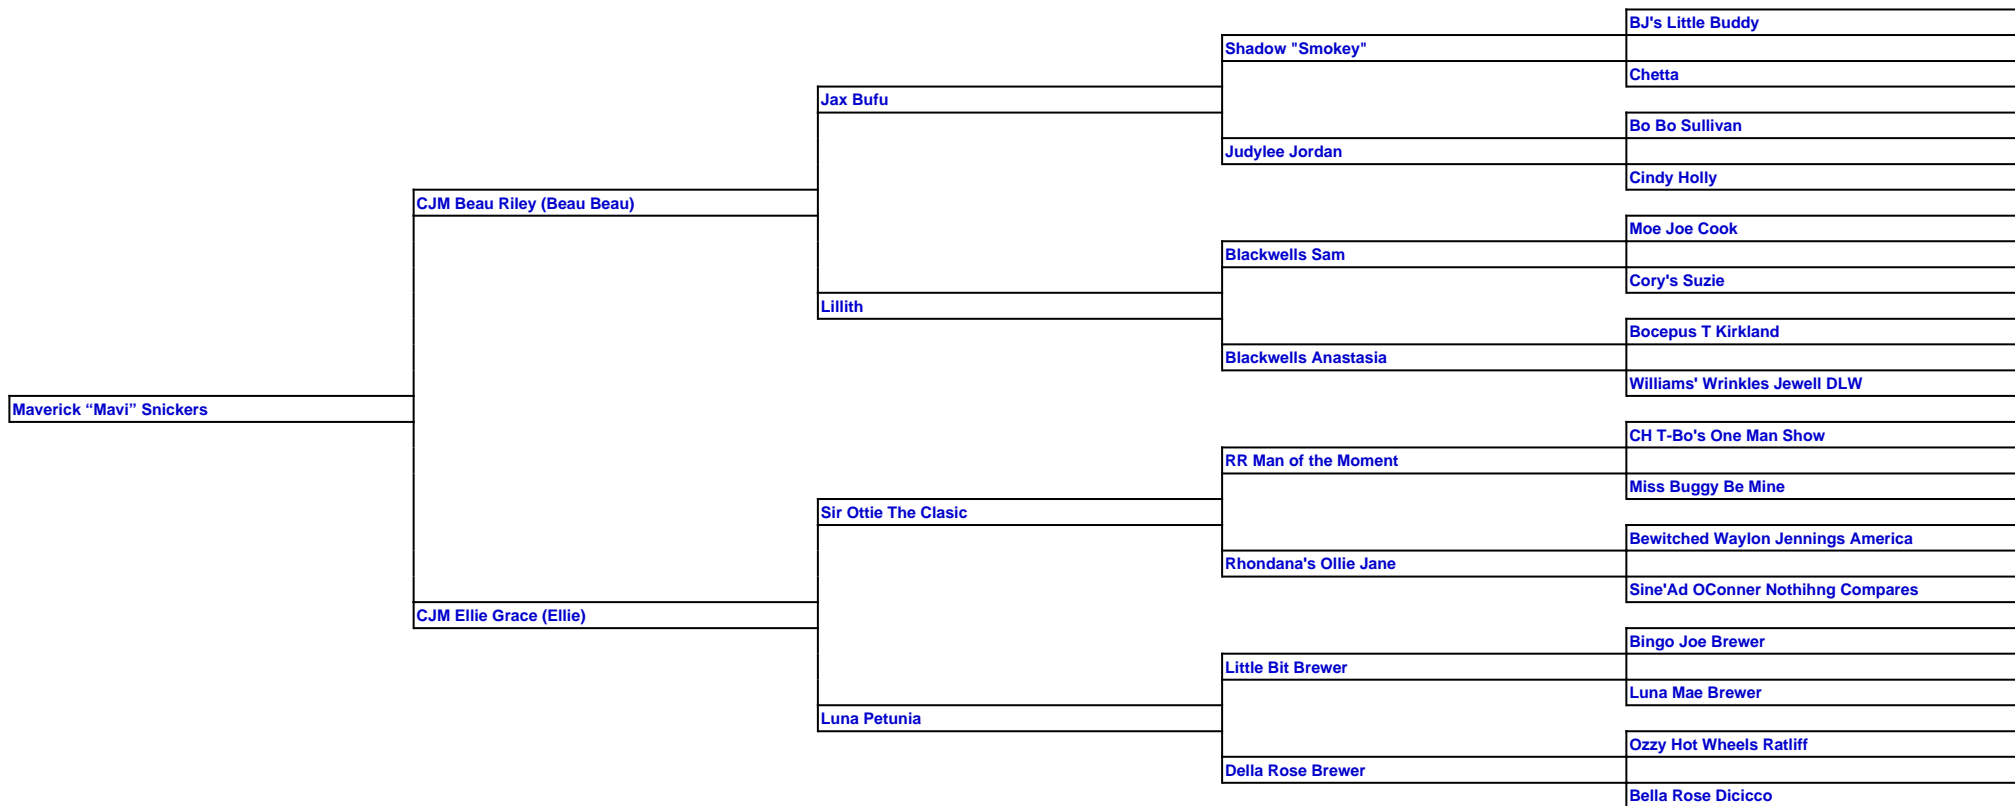 BJ's Little Buddy
Shadow "Smokey"
Chetta
Jax Bufu
Bo Bo Sullivan
Judylee Jordan
Cindy Holly
CJM Beau Riley (Beau Beau)
Moe Joe Cook
Blackwells Sam
Cory's Suzie
Lillith
Bocepus T Kirkland
Blackwells Anastasia
Williams' Wrinkles Jewell DLW
Maverick “Mavi” Snickers
CH T-Bo's One Man Show
RR Man of the Moment
Miss Buggy Be Mine
Sir Ottie The Clasic
Bewitched Waylon Jennings America
Rhondana's Ollie Jane
Sine'Ad OConner Nothihng Compares
CJM Ellie Grace (Ellie)
Bingo Joe Brewer
Little Bit Brewer
Luna Mae Brewer
Luna Petunia
Ozzy Hot Wheels Ratliff
Della Rose Brewer
Bella Rose Dicicco